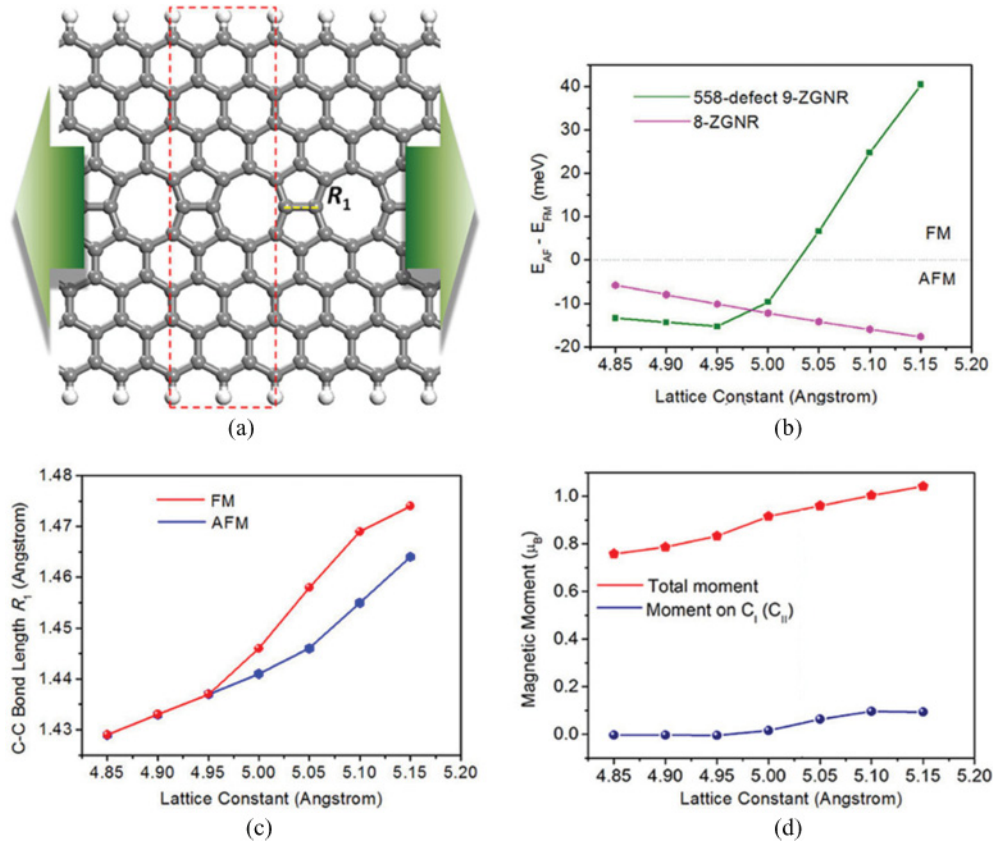 R₁
(a)
E_AF - E_FM (meV)
40
30
20
10
0
-10
-20
558-defect 9-ZGNR
8-ZGNR
FM
AFM
4.85 4.90 4.95 5.00 5.05 5.10 5.15 5.20
Lattice Constant (Angstrom)
(b)
C-C Bond Length R₁ (Angstrom)
1.48
1.47
1.46
1.45
1.44
1.43
FM
AFM
4.85 4.90 4.95 5.00 5.05 5.10 5.15 5.20
Lattice Constant (Angstrom)
(c)
Magnetic Moment (μ_B)
1.0
0.8
0.6
0.4
0.2
0.0
Total moment
Moment on C_I (C_II)
4.85 4.90 4.95 5.00 5.05 5.10 5.15 5.20
Lattice Constant (Angstrom)
(d)